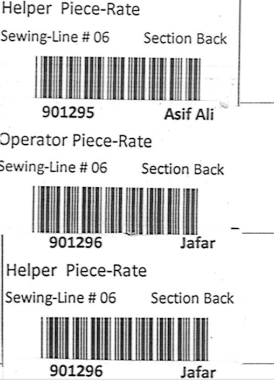 Helper Piece-Rate
Sewing-Line # 06 Section Back
901295 Asif Ali
Operator Piece-Rate
Sewing-Line # 06 Section Back
901296 Jafar
Helper Piece-Rate
Sewing-Line # 06 Section Back
901296 Jafar